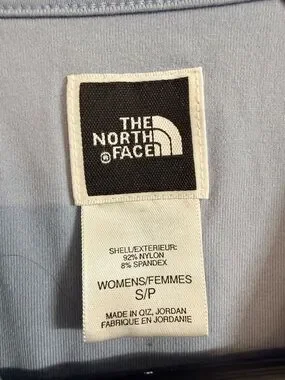 THE
NORTH
FACE
®
SHELL/EXTERIEUR:
92% NYLON
8% SPANDEX
WOMENS/FEMMES
S/P
MADE IN QIZ, JORDAN
FABRIQUE EN JORDANIE